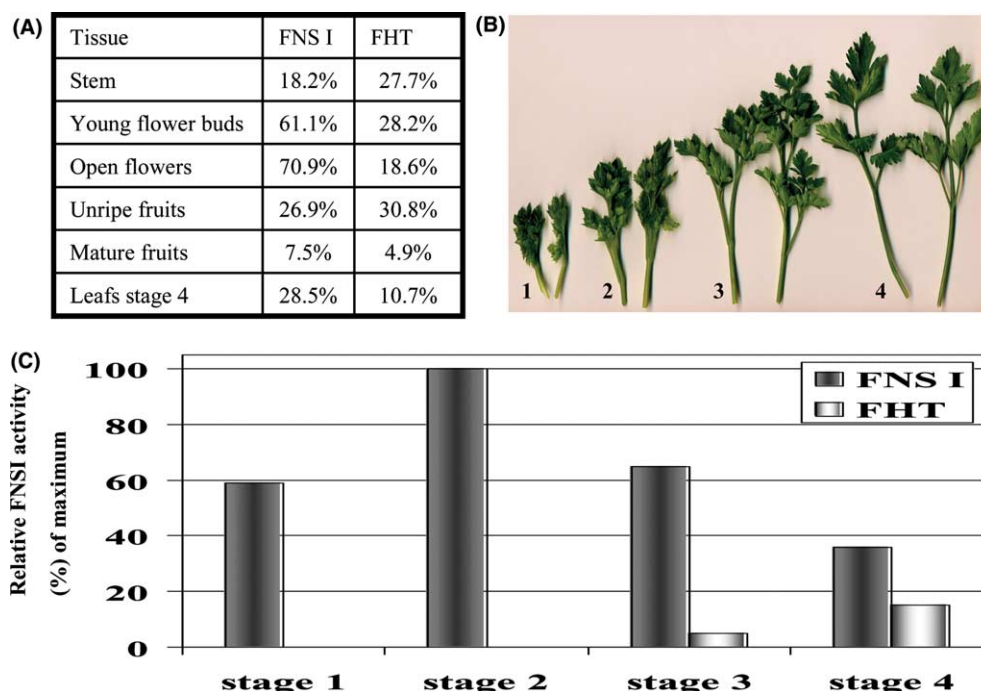 (A)
Tissue FNS I FHT
Stem 18.2% 27.7%
Young flower buds 61.1% 28.2%
Open flowers 70.9% 18.6%
Unripe fruits 26.9% 30.8%
Mature fruits 7.5% 4.9%
Leafs stage 4 28.5% 10.7%
(B)
1 2 3 4
(C)
Relative FNSI activity
(%) of maximum
100
80
60
40
20
0
FNS I
FHT
stage 1 stage 2 stage 3 stage 4